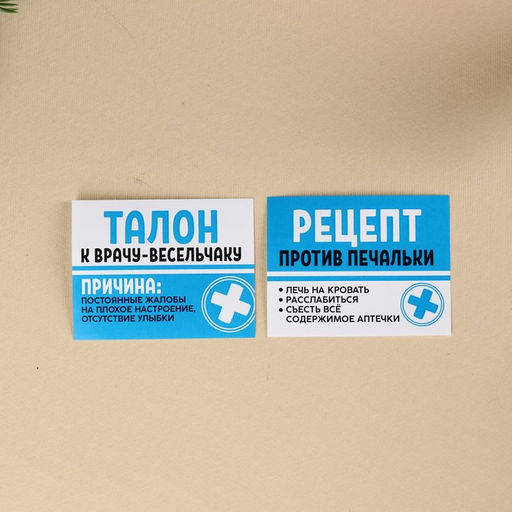 ТАЛОН
К ВРАЧУ-ВЕСЕЛЬЧАКУ
ПРИЧИНА:
ПОСТОЯННЫЕ ЖАЛОБЫ
НА ПЛОХОЕ НАСТРОЕНИЕ,
ОТСУТСТВИЕ УЛЫБКИ
РЕЦЕПТ
ПРОТИВ ПЕЧАЛЬКИ
• ЛЕЧЬ НА КРОВАТЬ
• РАССЛАБИТЬСЯ
• СЪЕСТЬ ВСЁ
СОДЕРЖИМОЕ АПТЕЧКИ